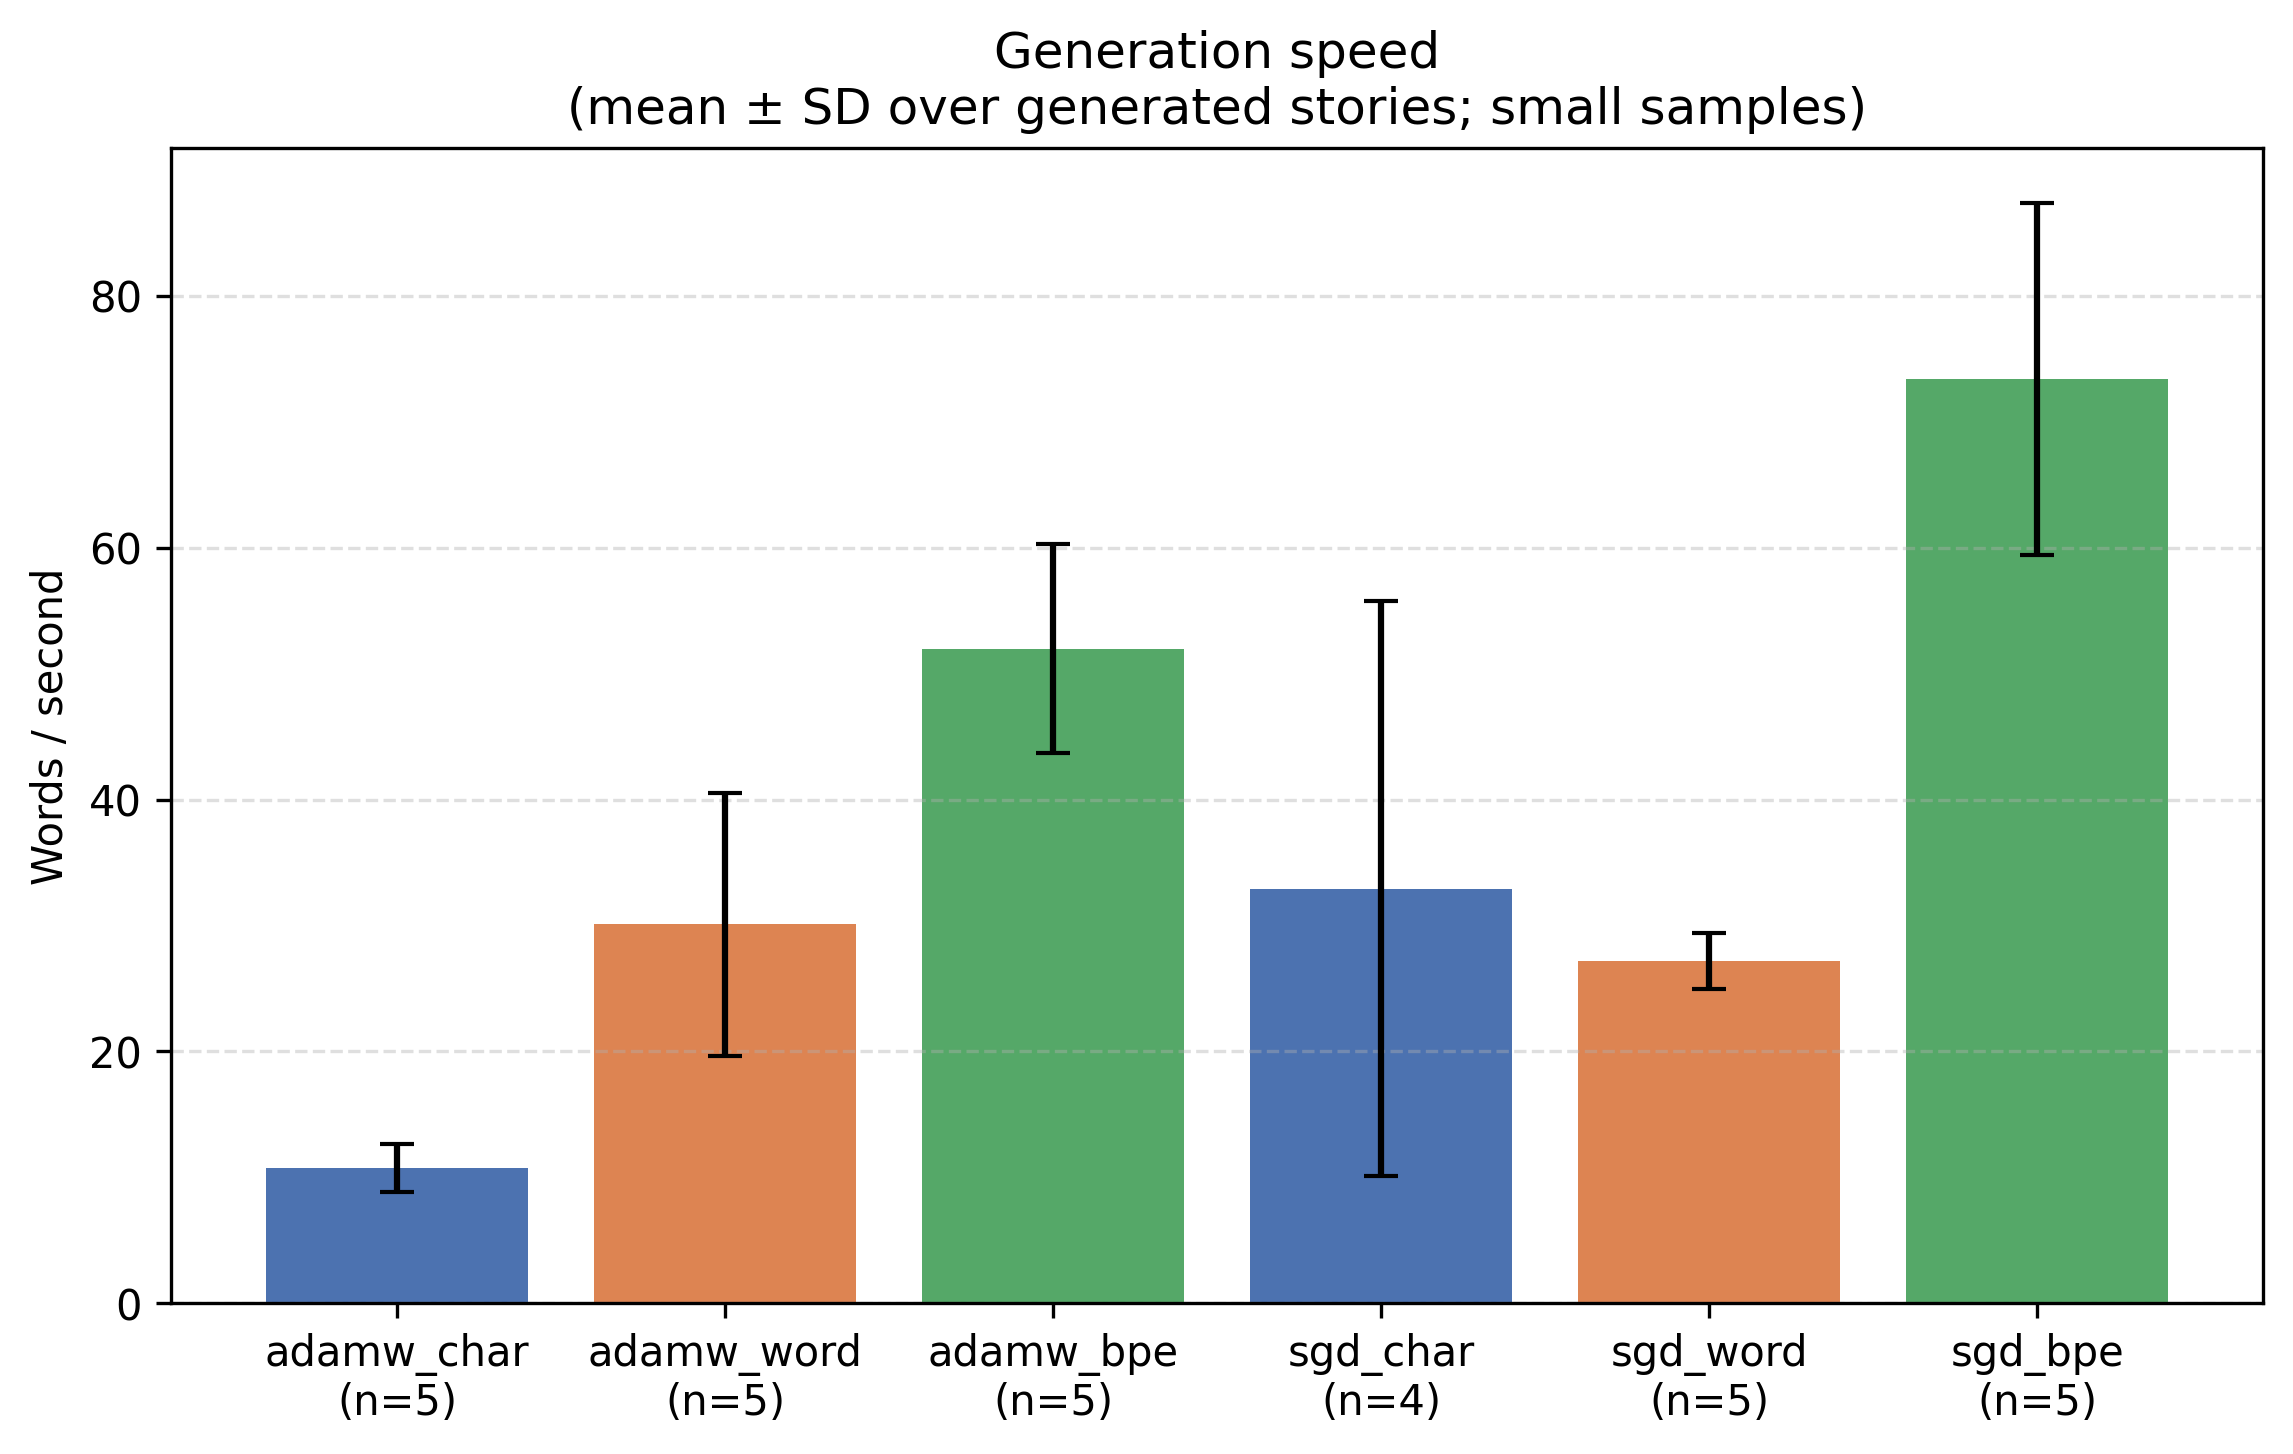 Generation speed
(mean ± SD over generated stories; small samples)
Words / second
80
60
40
20
0
adamw_char
(n=5)
adamw_word
(n=5)
adamw_bpe
(n=5)
sgd_char
(n=4)
sgd_word
(n=5)
sgd_bpe
(n=5)